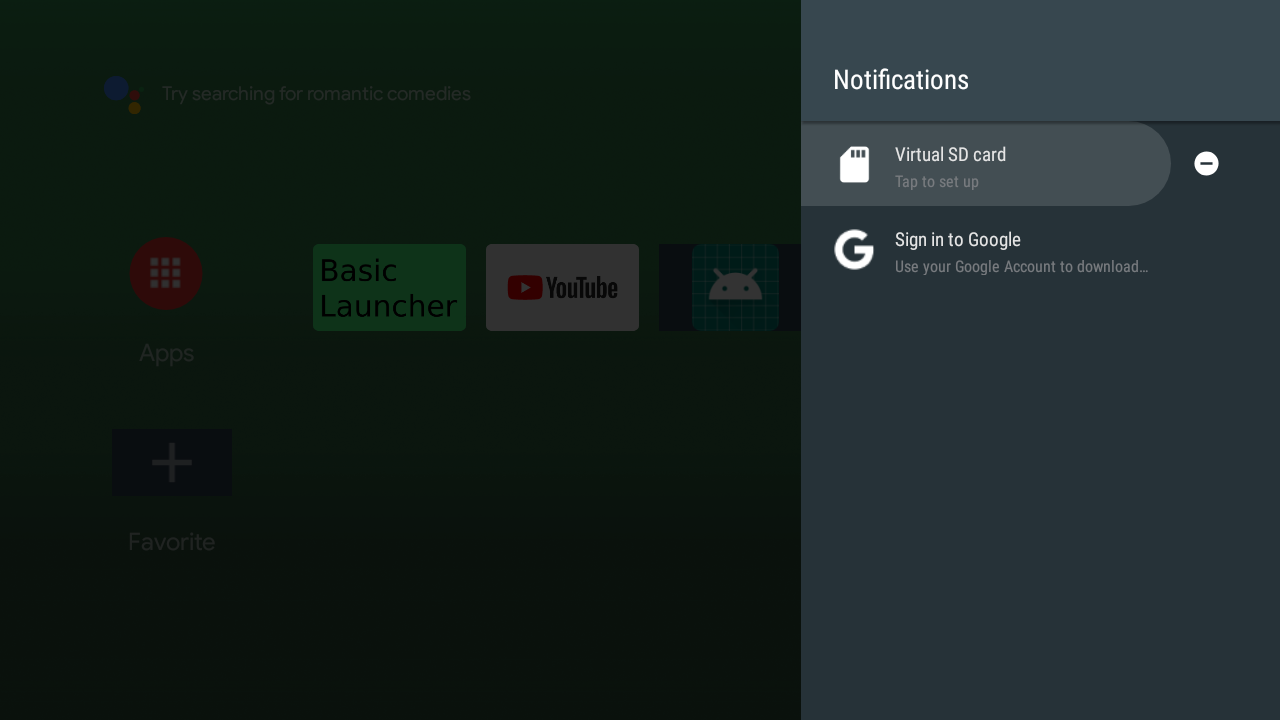 Try searching for romantic comedies
Apps
Basic
Launcher
YouTube
Favorite
Notifications
Virtual SD card
Tap to set up
Sign in to Google
Use your Google Account to download…